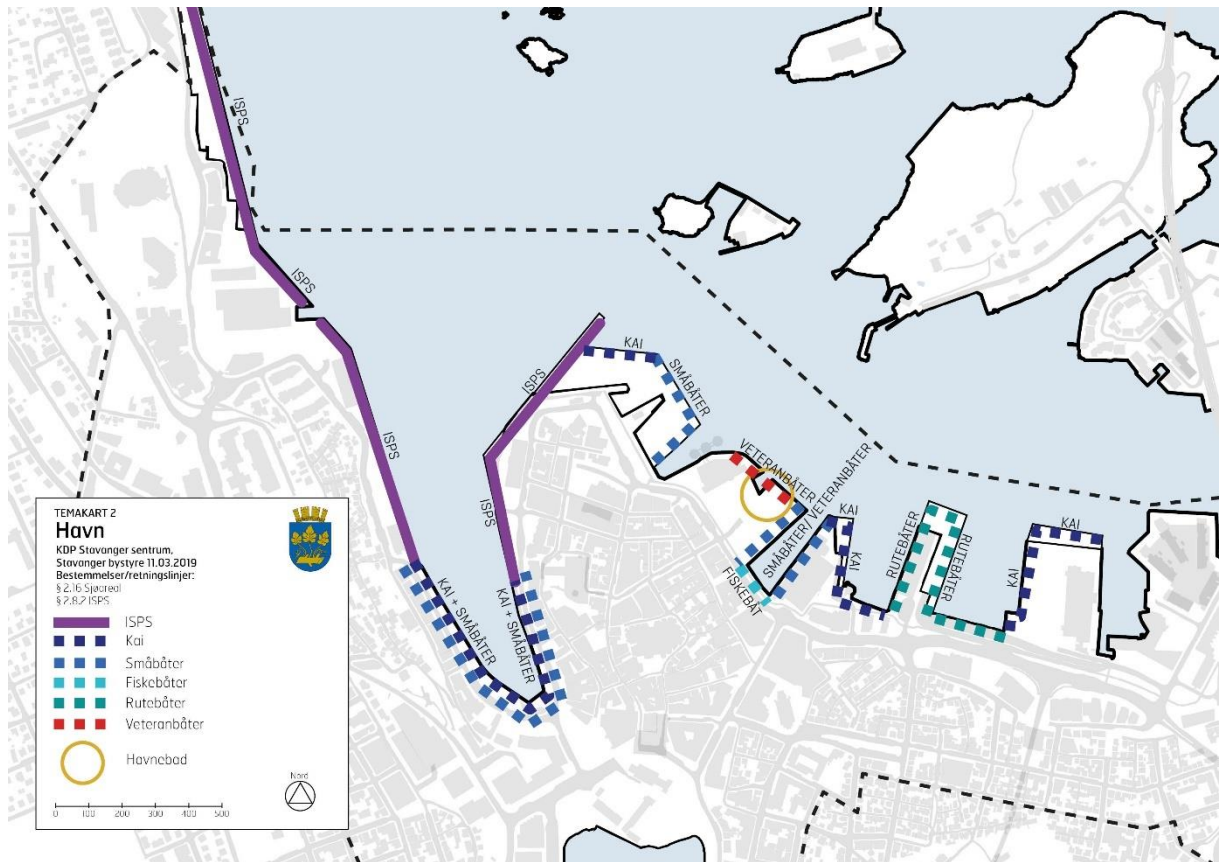 ISPS
ISPS
ISPS
ISPS
ISPS
ISPS
KAI
SMÅBÅTER
VETERANBÅTER
SMÅBÅTER/ VETERANBÅTER
FISKEBÅT
KAI
KAI
RUTEBÅTER
RUTEBÅTER
KAI
KAI
KAI + SMÅBÅTER
KAI + SMÅBÅTER
TEMAKART 2
Havn
KDP Stavanger sentrum,
Stavanger bystyre 11.03.2019
Bestemmelser/retningslinjer:
§ 2.16 Sjøareal
§ 2.8.2 ISPS
ISPS
Kai
Småbåter
Fiskebåter
Rutebåter
Veteranbåter
Havnebad
Nord
0 100 200 300 400 500